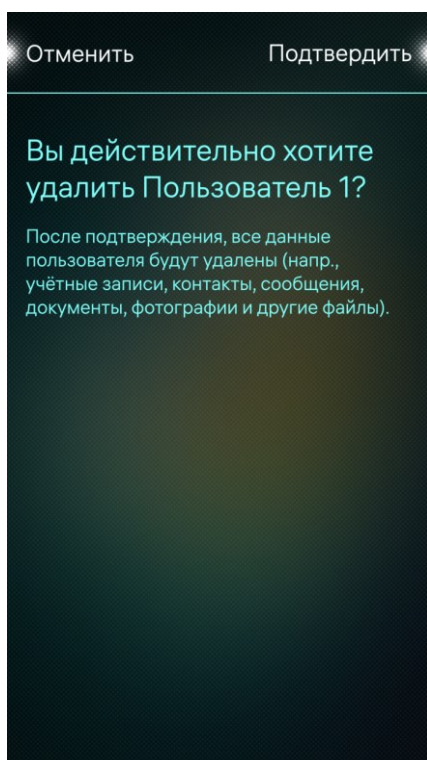 Отменить
Подтвердить
Вы действительно хотите
удалить Пользователь 1?
После подтверждения, все данные
пользователя будут удалены (напр.,
учётные записи, контакты, сообщения,
документы, фотографии и другие файлы).